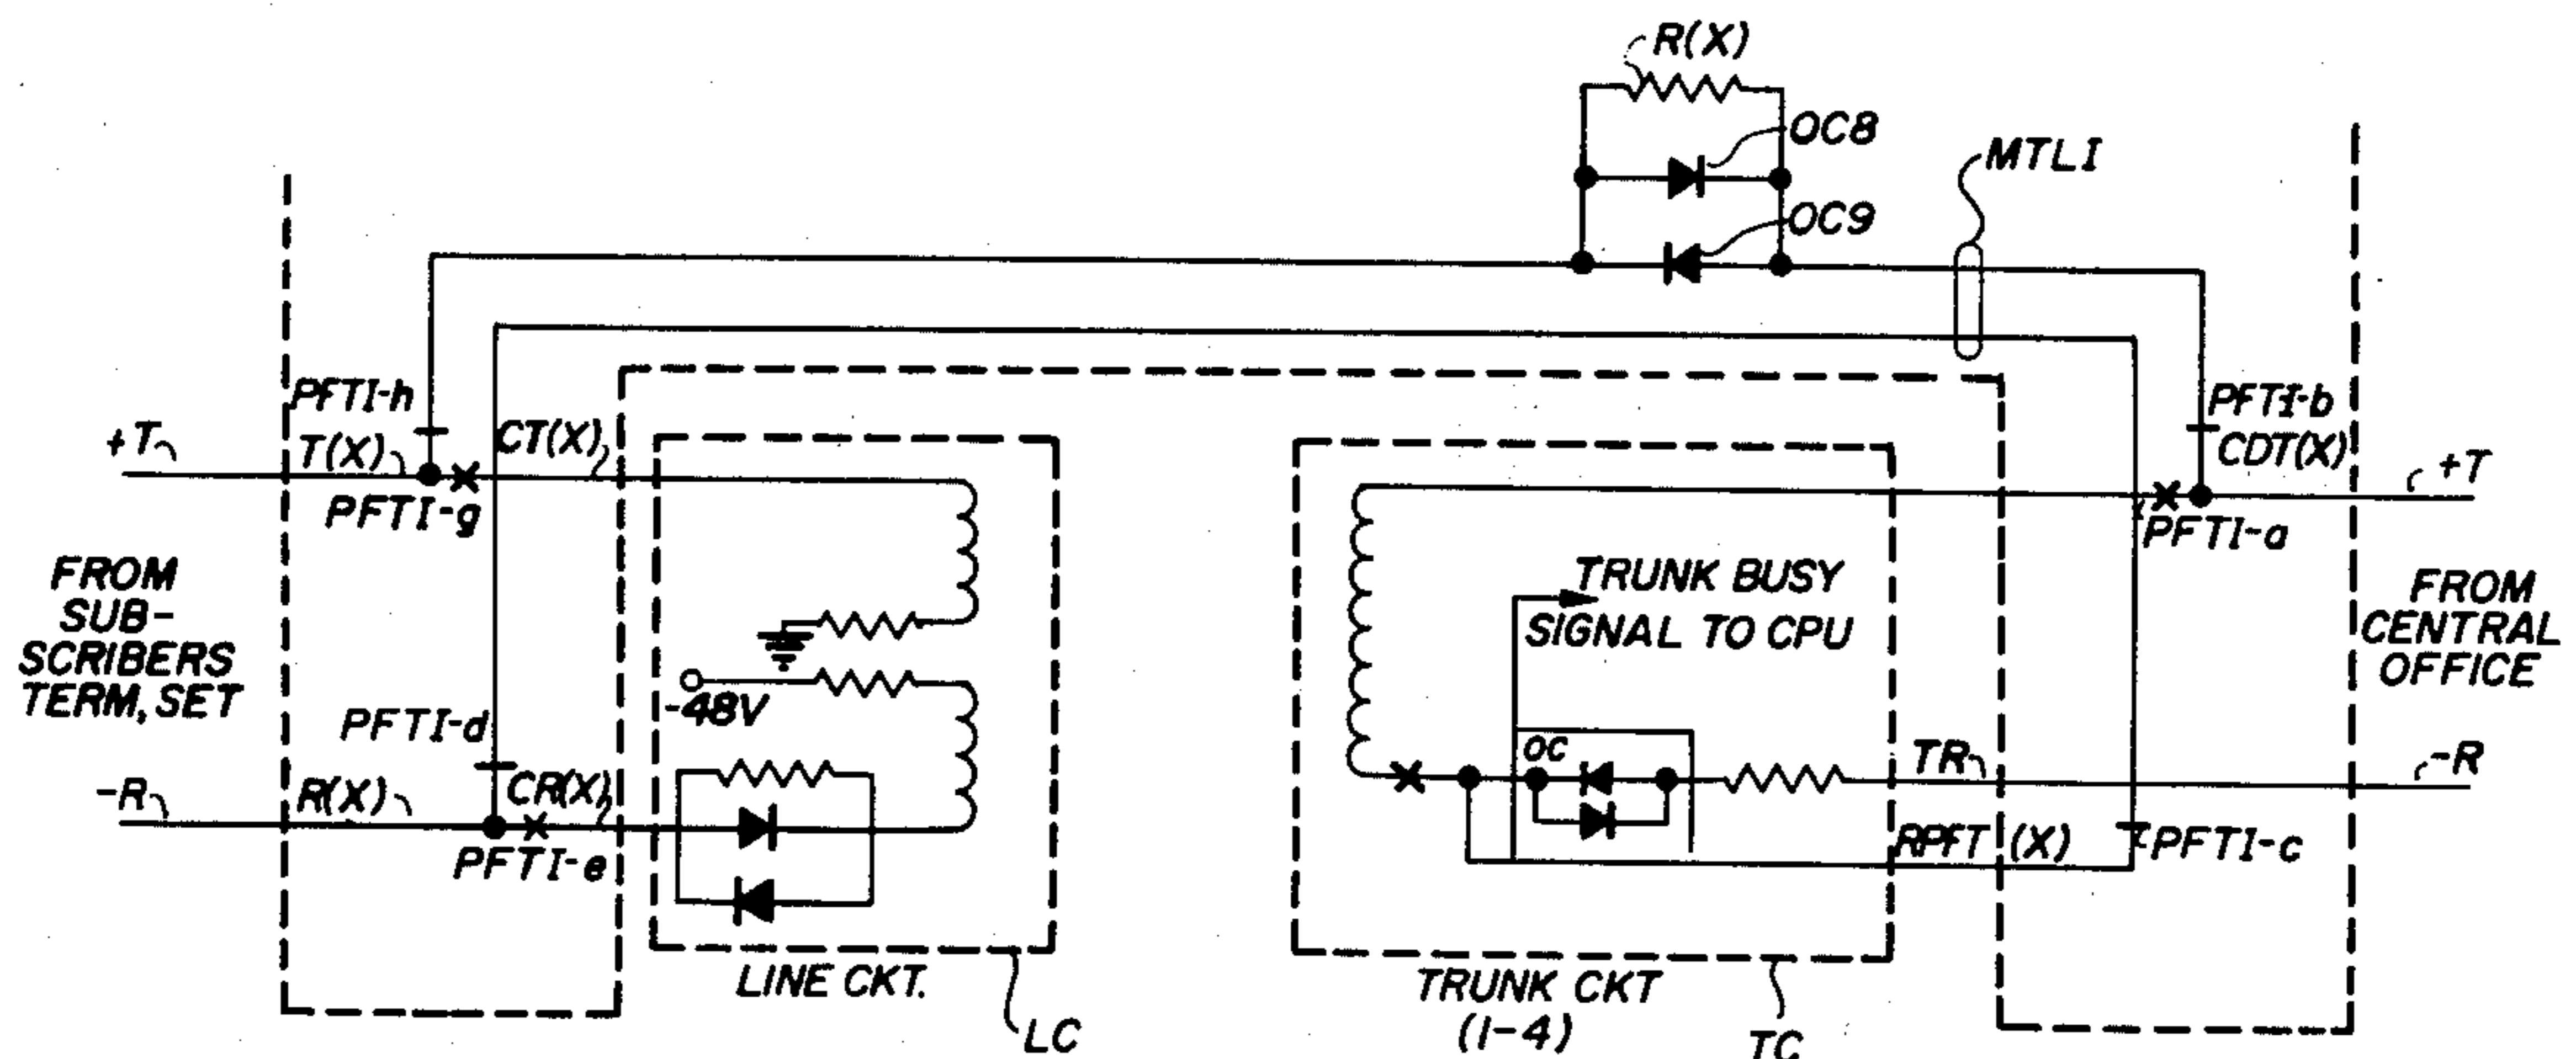 R(X)
OC8
MTLI
OC9
PFTI-h
+T
T(X)
CT(X)
PFTI-g
PFTI-b
CDT(X)
+T
PFTI-a
FROM
SUB-
SCRIBERS
TERM, SET
-48V
TRUNK BUSY
SIGNAL TO CPU
FROM
CENTRAL
OFFICE
PFTI-d
-R
R(X)
CR(X)
PFTI-e
OC
TR
-R
RPFT (X)
PFTI-c
LINE CKT.
LC
TRUNK CKT
(1-4)
TC